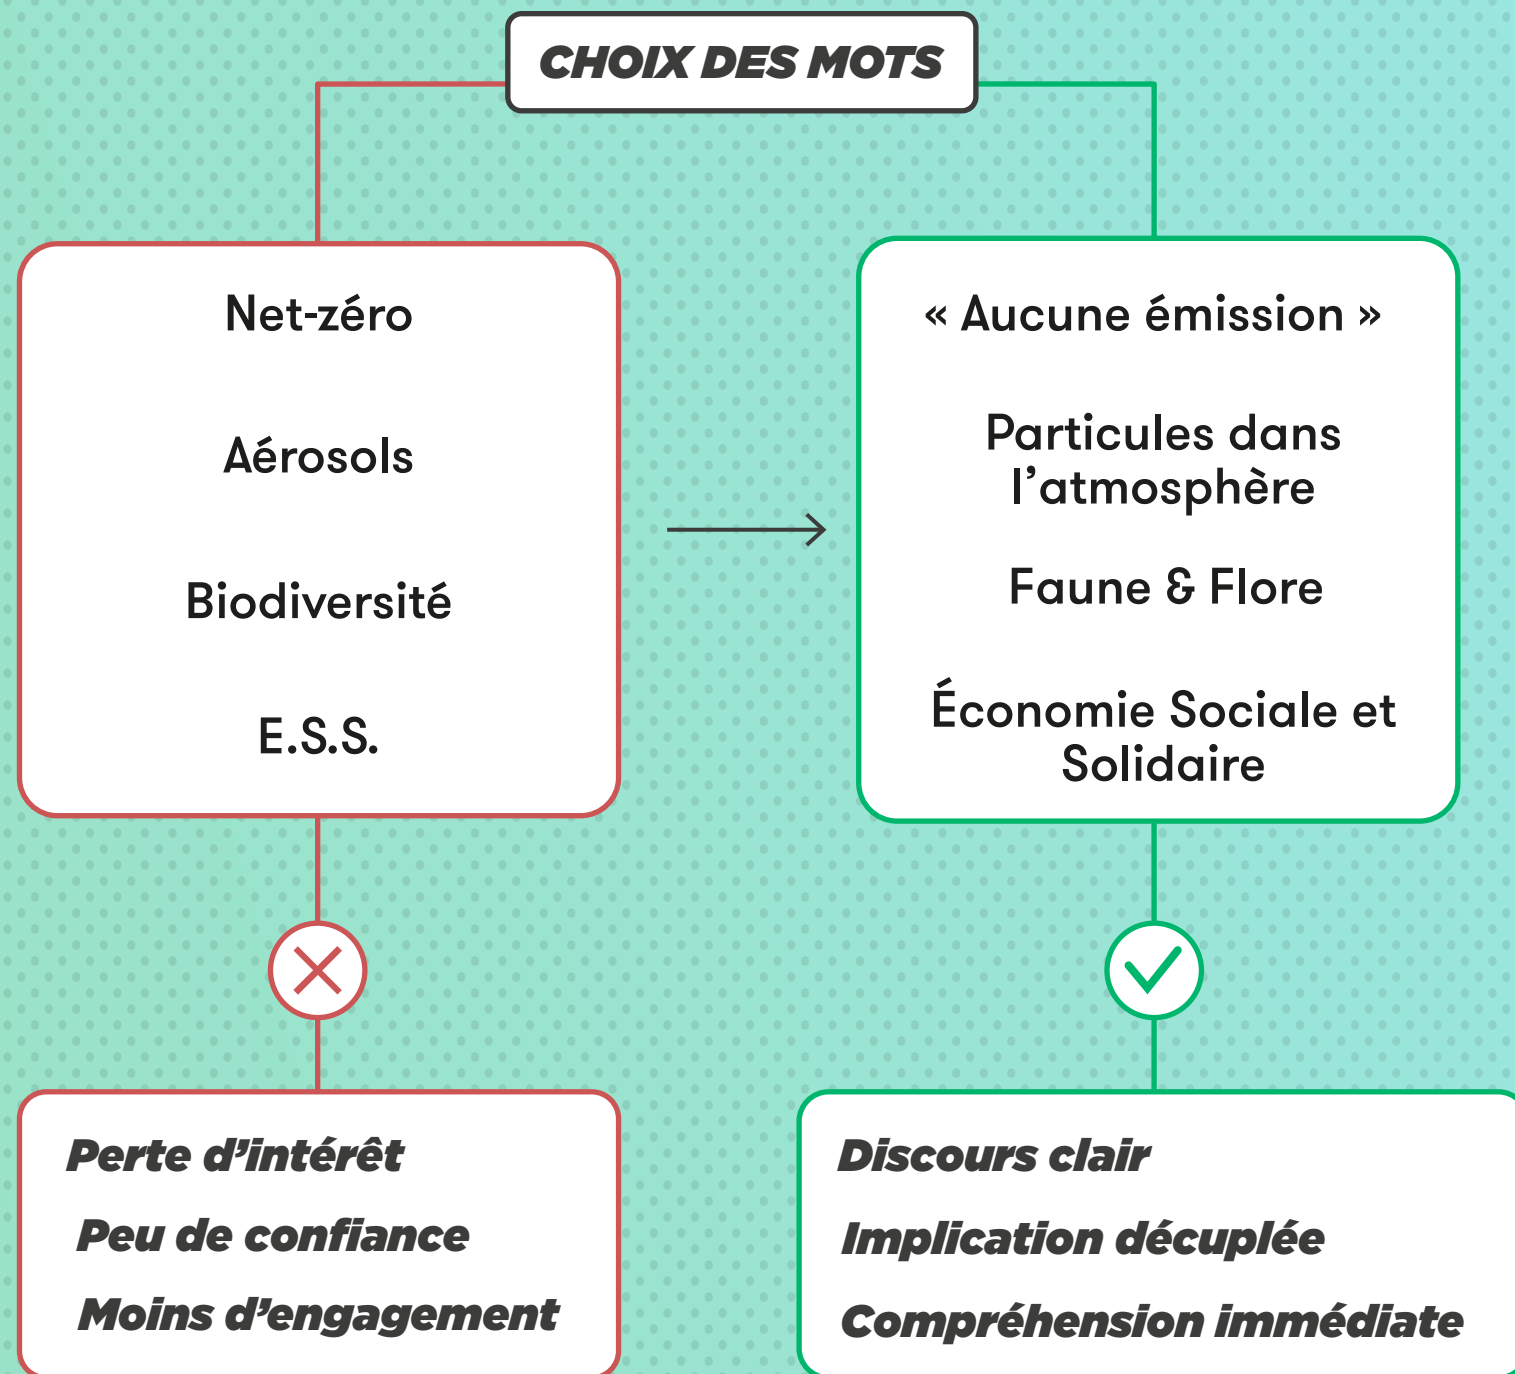 CHOIX DES MOTS
Net-zéro
Aérosols
Biodiversité
E.S.S.
« Aucune émission »
Particules dans
l’atmosphère
Faune & Flore
Économie Sociale et
Solidaire
Perte d’intérêt
Peu de confiance
Moins d’engagement
Discours clair
Implication décuplée
Compréhension immédiate